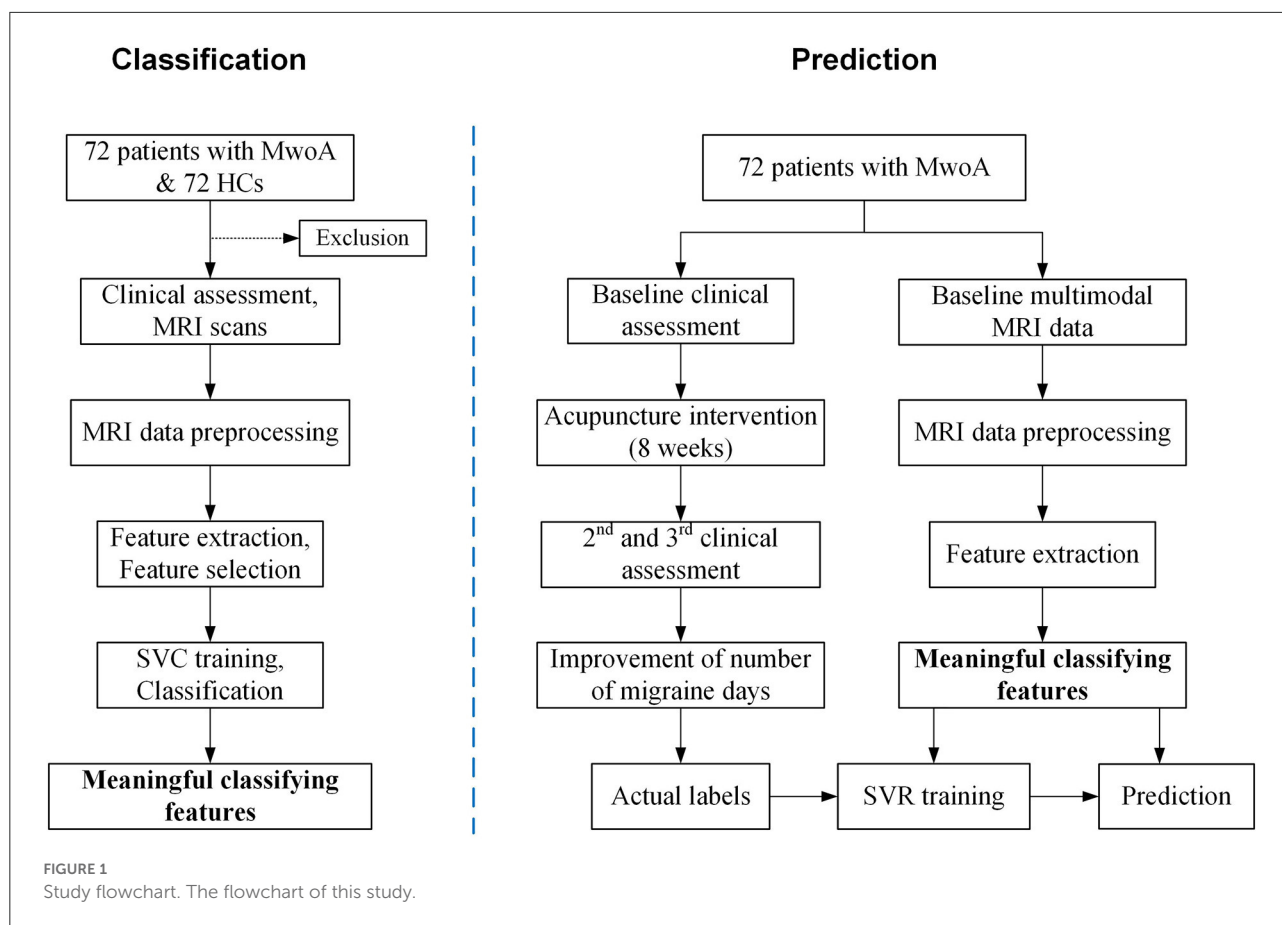 Classification
72 patients with MwoA
& 72 HCs
Exclusion
Clinical assessment,
MRI scans
MRI data preprocessing
Feature extraction,
Feature selection
SVC training,
Classification
Meaningful classifying
features
Prediction
72 patients with MwoA
Baseline clinical
assessment
Acupuncture intervention
(8 weeks)
2nd and 3rd clinical
assessment
Improvement of number
of migraine days
Actual labels
Baseline multimodal
MRI data
MRI data preprocessing
Feature extraction
Meaningful classifying
features
SVR training
Prediction
FIGURE 1
Study flowchart. The flowchart of this study.